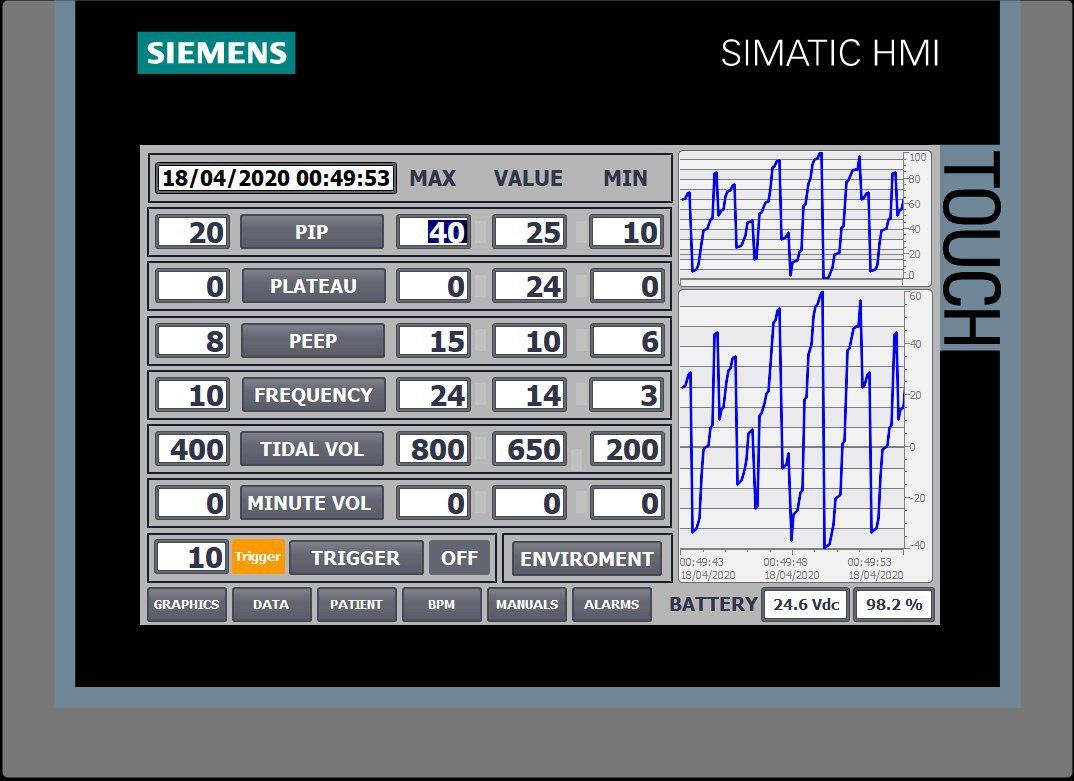 SIEMENS
SIMATIC HMI
TOUCH
18/04/2020 00:49:53 MAX VALUE MIN
20 PIP 40 25 10
0 PLATEAU 0 24 0
8 PEEP 15 10 6
10 FREQUENCY 24 14 3
400 TIDAL VOL 800 650 200
0 MINUTE VOL 0 0 0
10 Trigger TRIGGER OFF ENVIROMENT
GRAPHICS DATA PATIENT BPM MANUALS ALARMS BATTERY 24.6 Vdc 98.2 %
100
80
60
40
20
0
60
40
20
0
-20
-40
00:49:43 00:49:48 00:49:53
18/04/2020 18/04/2020 18/04/2020